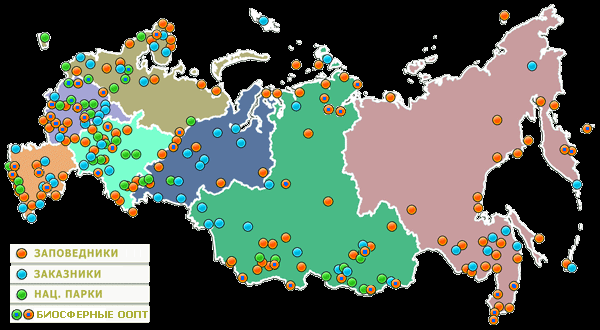 ЗАПОВЕДНИКИ
ЗАКАЗНИКИ
НАЦ. ПАРКИ
БИОСФЕРНЫЕ ООПТ